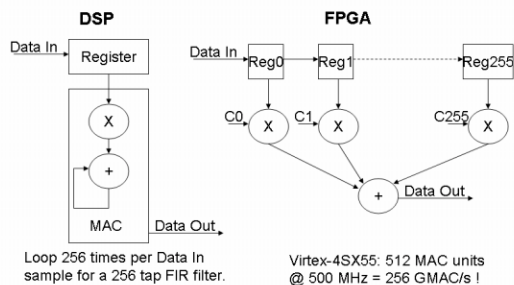 DSP
Data In
Register
X
+
MAC
Data Out
Loop 256 times per Data In
sample for a 256 tap FIR filter.
FPGA
Data In
Reg0
Reg1
Reg255
C0
X
C1
X
C255
X
+
Data Out
Virtex-4SX55: 512 MAC units
@ 500 MHz = 256 GMAC/s !